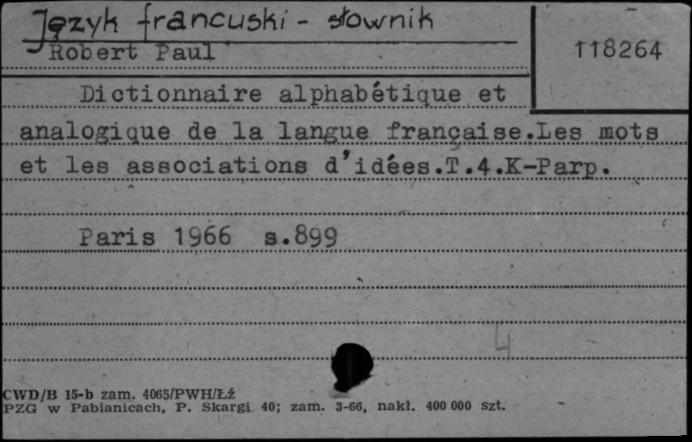 Język francuski - słownik
Robert Paul
118264
Dictionnaire alphabétique et
analogique de la langue française.Les mots
et les associations d'idées.T.4.K-Parp.
Paris 1966 s.899
4
CWD/B 15-b zam. 4065/PWH/Łź
PZG w Pabianicach, P. Skargi 40; zam. 3-66, nakł. 400 000 szt.